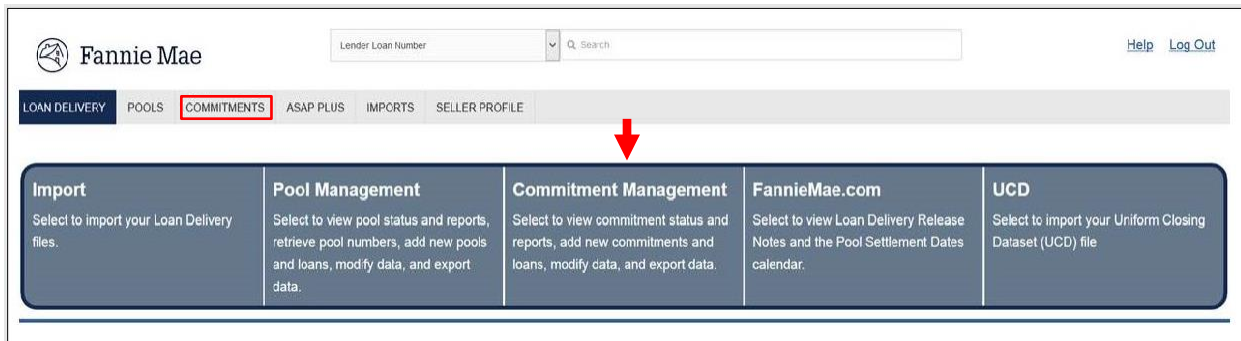 Fannie Mae
Lender Loan Number
Search
Help Log Out
LOAN DELIVERY POOLS COMMITMENTS ASAP PLUS IMPORTS SELLER PROFILE
Import
Select to import your Loan Delivery
files.
Pool Management
Select to view pool status and reports,
retrieve pool numbers, add new pools
and loans, modify data, and export
data.
Commitment Management
Select to view commitment status and
reports, add new commitments and
loans, modify data, and export data.
FannieMae.com
Select to view Loan Delivery Release
Notes and the Pool Settlement Dates
calendar.
UCD
Select to import your Uniform Closing
Dataset (UCD) file